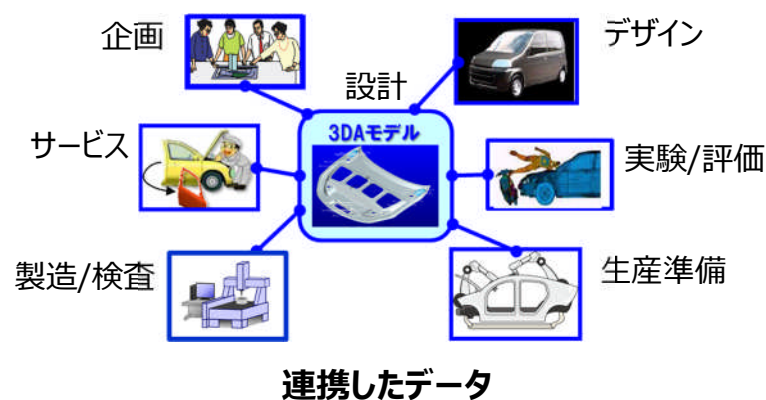 企画
デザイン
設計
3DAモデル
サービス
実験/評価
製造/検査
生産準備
連携したデータ